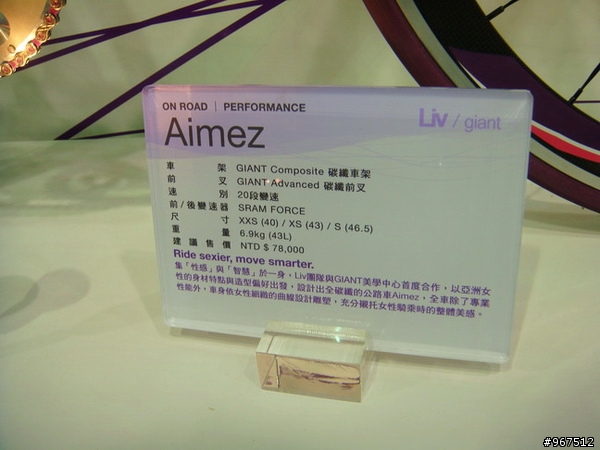 ON ROAD | PERFORMANCE
Liv / giant
Aimez
車架 GIANT Composite 碳纖車架
前叉 GIANT Advanced 碳纖前叉
速別 20段變速
前/後變速器 SRAM FORCE
尺寸 XXS (40) / XS (43) / S (46.5)
重量 6.9kg (43L)
建議售價 NTD $ 78,000
Ride sexier, move smarter.
集「性感」與「智慧」於一身，Liv團隊與GIANT美學中心首度合作，以亞洲女
性的身材特點與造型偏好出發，設計出全碳纖的公路車Aimez，全車除了專業
性能外，車身依女性細緻的曲線設計雕塑，充分襯托女性騎乘時的整體美感。
#967512